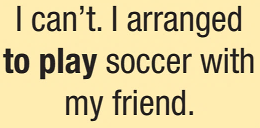 I can’t. I arranged
to play soccer with
my friend.